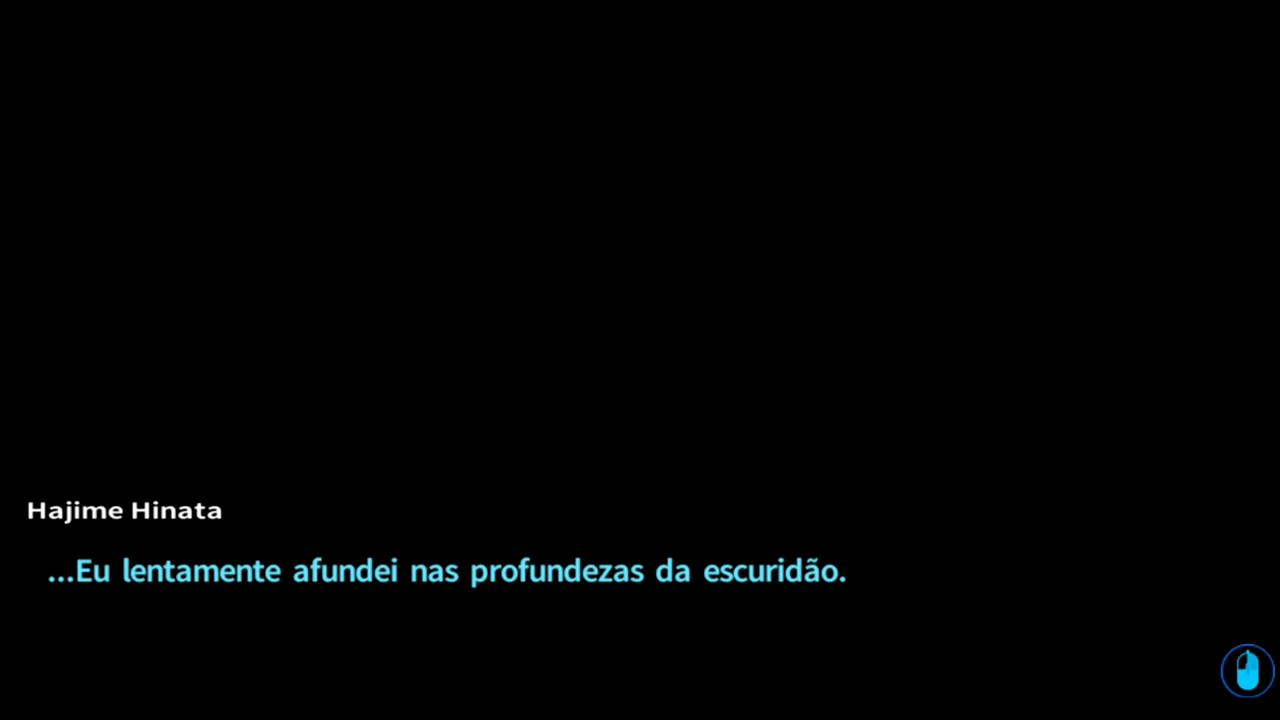 Hajime Hinata
...Eu lentamente afundei nas profundezas da escuridão.